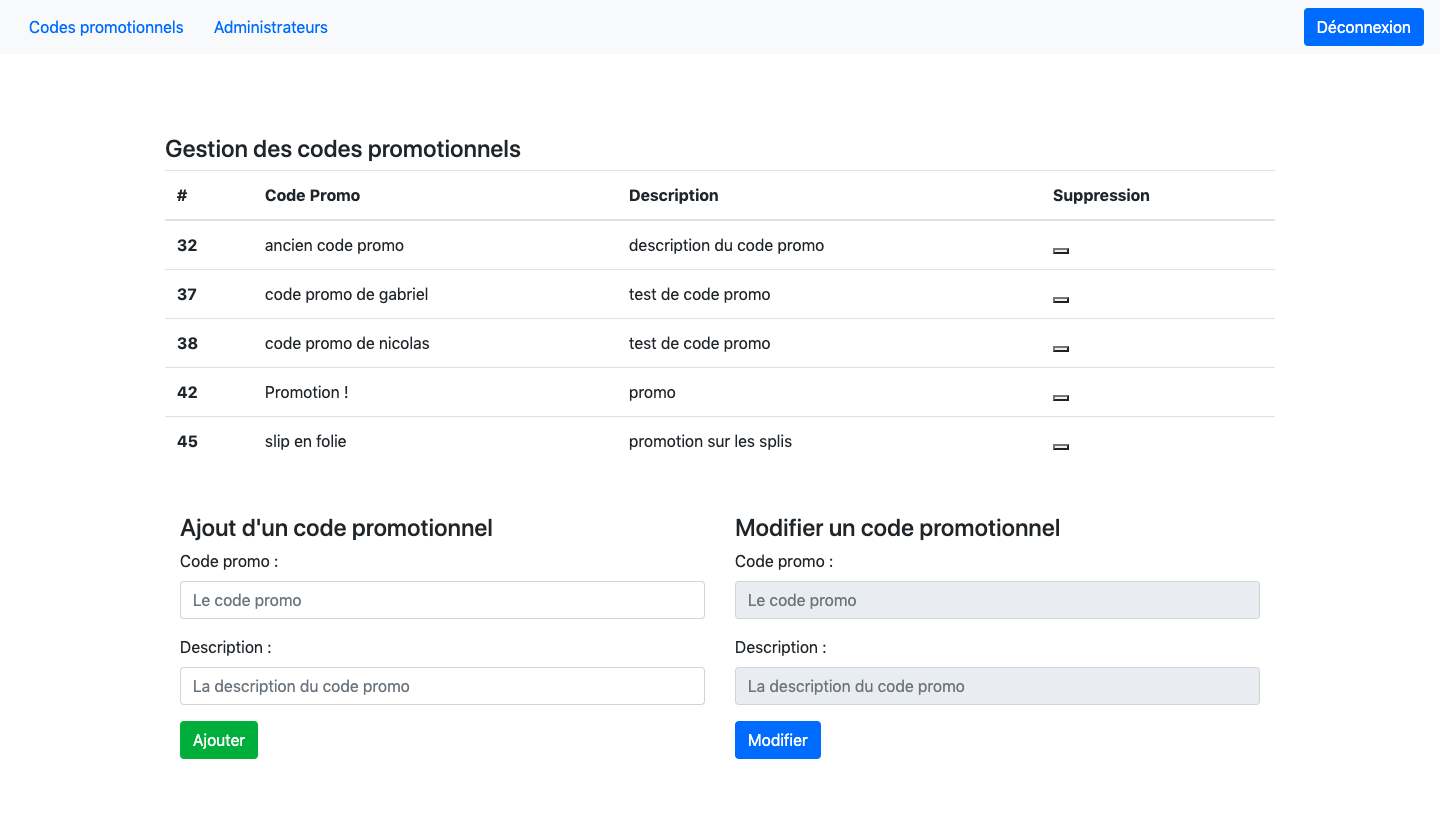 Codes promotionnels Administrateurs Déconnexion
Gestion des codes promotionnels
# Code Promo Description Suppression
32 ancien code promo description du code promo
37 code promo de gabriel test de code promo
38 code promo de nicolas test de code promo
42 Promotion ! promo
45 slip en folie promotion sur les splis
Ajout d'un code promotionnel
Code promo :
Le code promo
Description :
La description du code promo
Ajouter
Modifier un code promotionnel
Code promo :
Le code promo
Description :
La description du code promo
Modifier